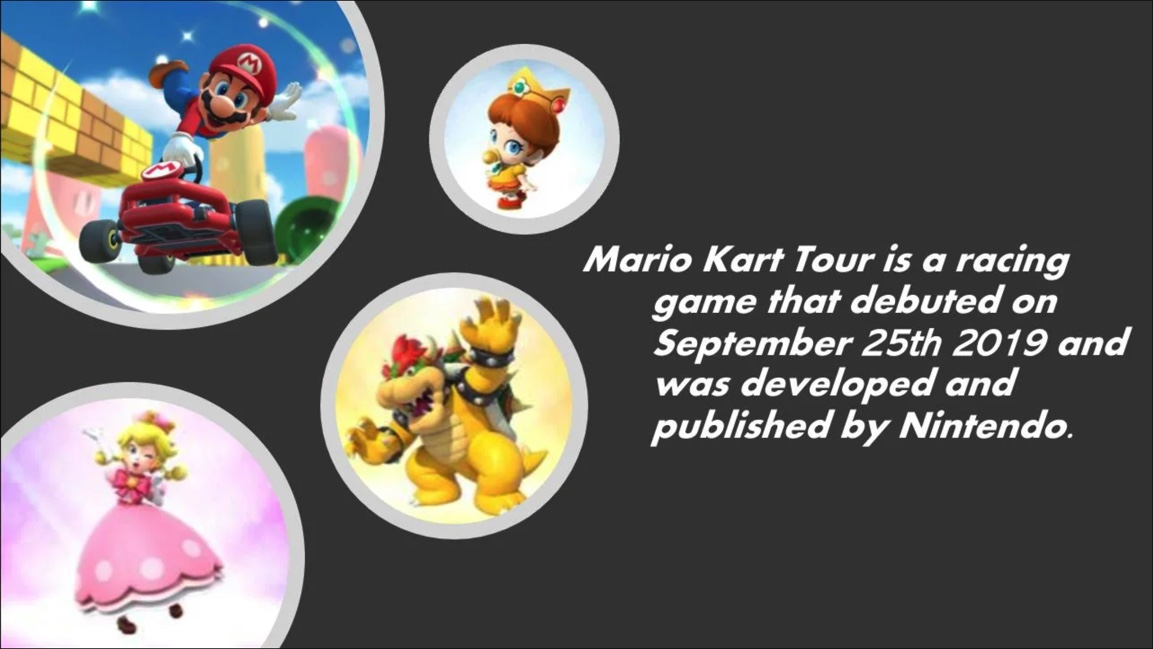 Mario Kart Tour is a racing
game that debuted on
September 25th 2019 and
was developed and
published by Nintendo.